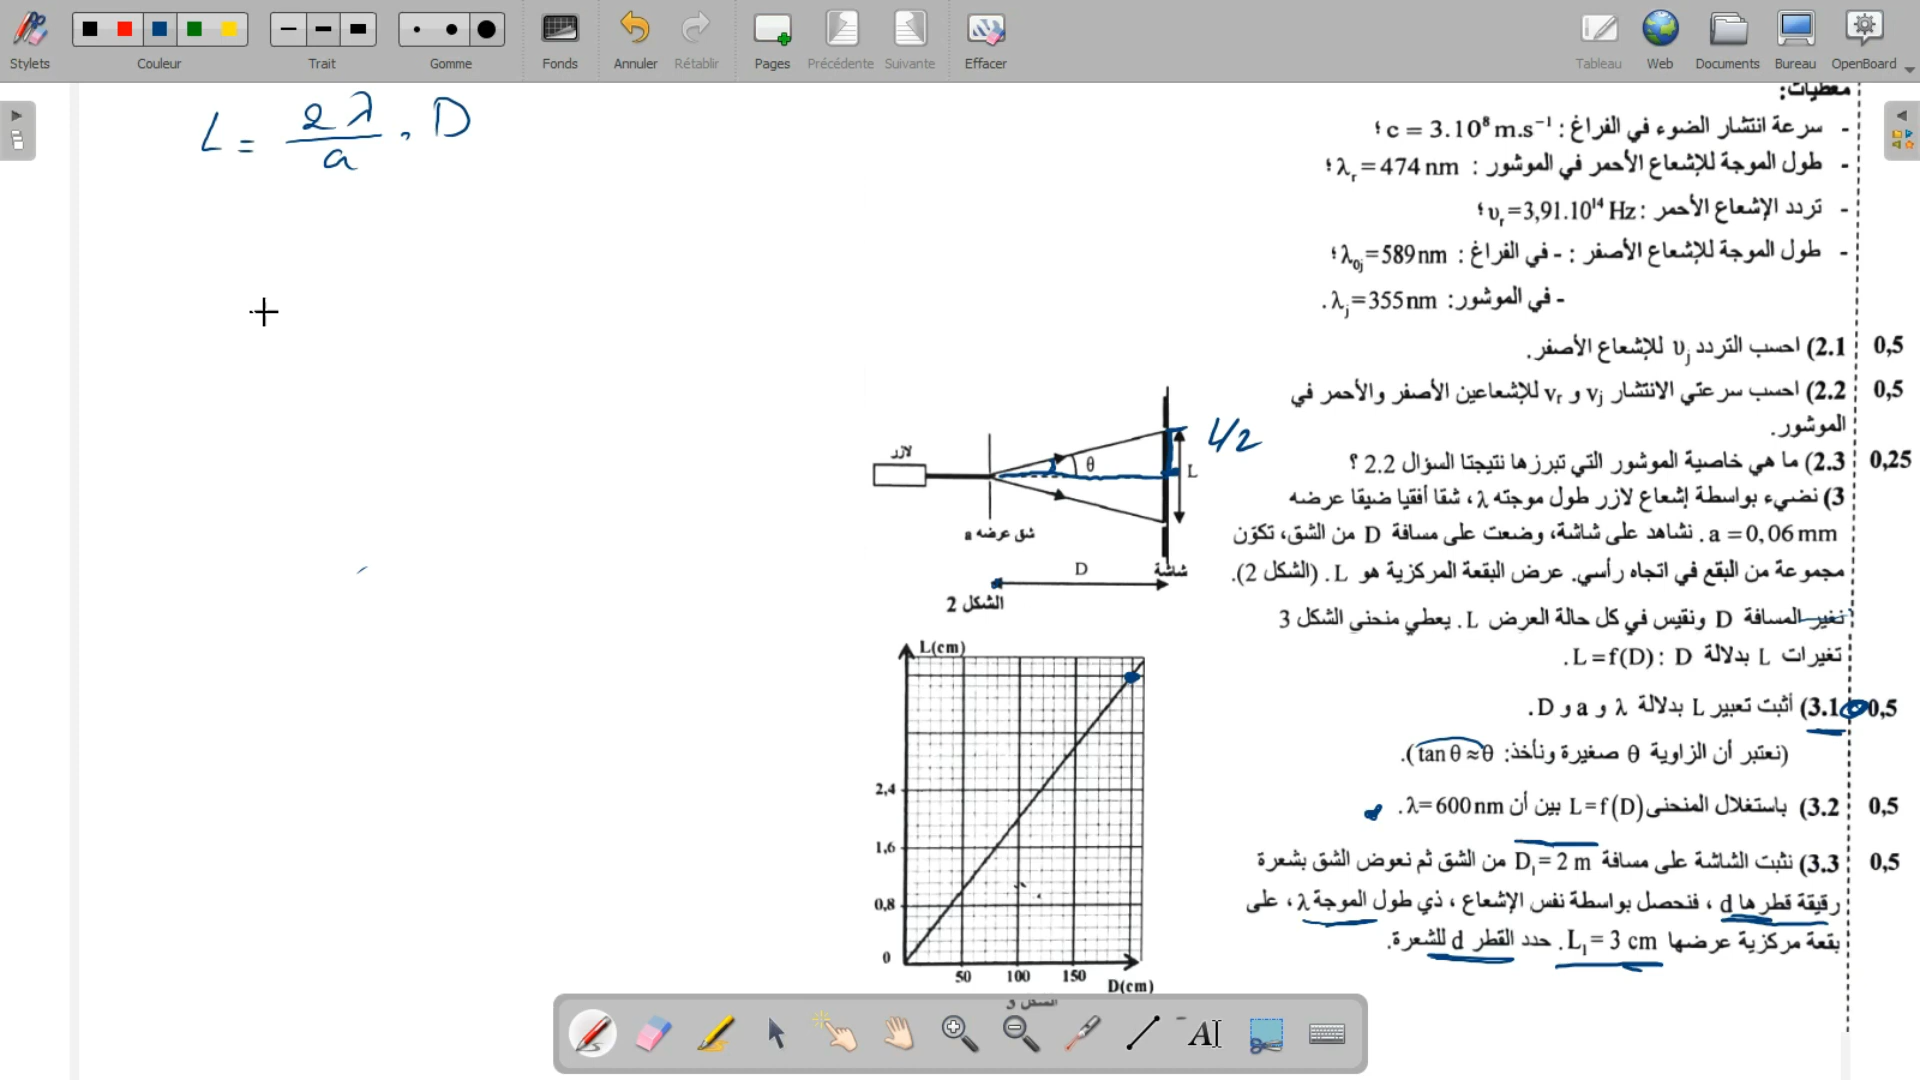 Stylets
Couleur
Trait
Gomme
Fonds
Annuler
Rétablir
Pages
Précédente
Suivante
Effacer
Tableau
Web
Documents
Bureau
OpenBoard
L = 2λ/a . D
معطيات:
- سرعة انتشار الضوء في الفراغ : c = 3.10⁸ m.s⁻¹ ؛
- طول الموجة للإشعاع الأحمر في الموشور : λr = 474 nm ؛
- تردد الإشعاع الأحمر : υr = 3,91.10¹⁴ Hz ؛
- طول الموجة للإشعاع الأصفر : - في الفراغ : λ0j = 589 nm ؛
- في الموشور: λj = 355 nm .
0,5 2.1) احسب التردد υj للإشعاع الأصفر.
0,5 2.2) احسب سرعتي الانتشار vj و vr للإشعاعين الأصفر والأحمر في
الموشور.
0,25 2.3) ما هي خاصية الموشور التي تبرزها نتيجتا السؤال 2.2 ؟
3) نضيء بواسطة إشعاع لازر طول موجته λ، شقا أفقيا ضيقا عرضه
a = 0,06 mm . نشاهد على شاشة، وضعت على مسافة D من الشق، تكوّن
مجموعة من البقع في اتجاه رأسي. عرض البقعة المركزية هو L . (الشكل 2).
نغير المسافة D ونقيس في كل حالة العرض L . يعطي منحنى الشكل 3
تغيرات L بدلالة D : L=f(D).
0,5 3.1) أثبت تعبير L بدلالة λ و a و D .
(نعتبر أن الزاوية θ صغيرة ونأخذ: tan θ ≈ θ).
0,5 3.2) باستغلال المنحنى L=f(D) بين أن λ=600 nm .
0,5 3.3) نثبت الشاشة على مسافة D₁= 2 m من الشق ثم نعوض الشق بشعرة
رقيقة قطرها d ، فنحصل بواسطة نفس الإشعاع ، ذي طول الموجة λ ، على
بقعة مركزية عرضها L₁= 3 cm . حدد القطر d للشعرة.
لازر
θ
L
L/2
شق عرضه a
D
شاشة
الشكل 2
L(cm)
2,4
1,6
0,8
0
50
100
150
D(cm)
الشكل 3